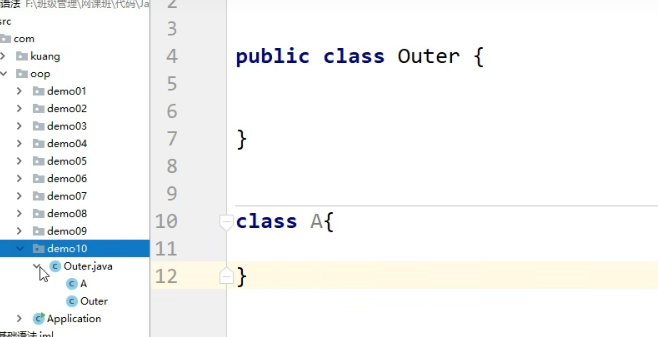 语法 F:\班级管理\网课班\代码\Ja
src
com
kuang
oop
demo01
demo02
demo03
demo04
demo05
demo06
demo07
demo08
demo09
demo10
Outer.java
A
Outer
Application
基础语法.iml
2
3
4 public class Outer {
5
6
7 }
8
9
10 class A{
11
12 }